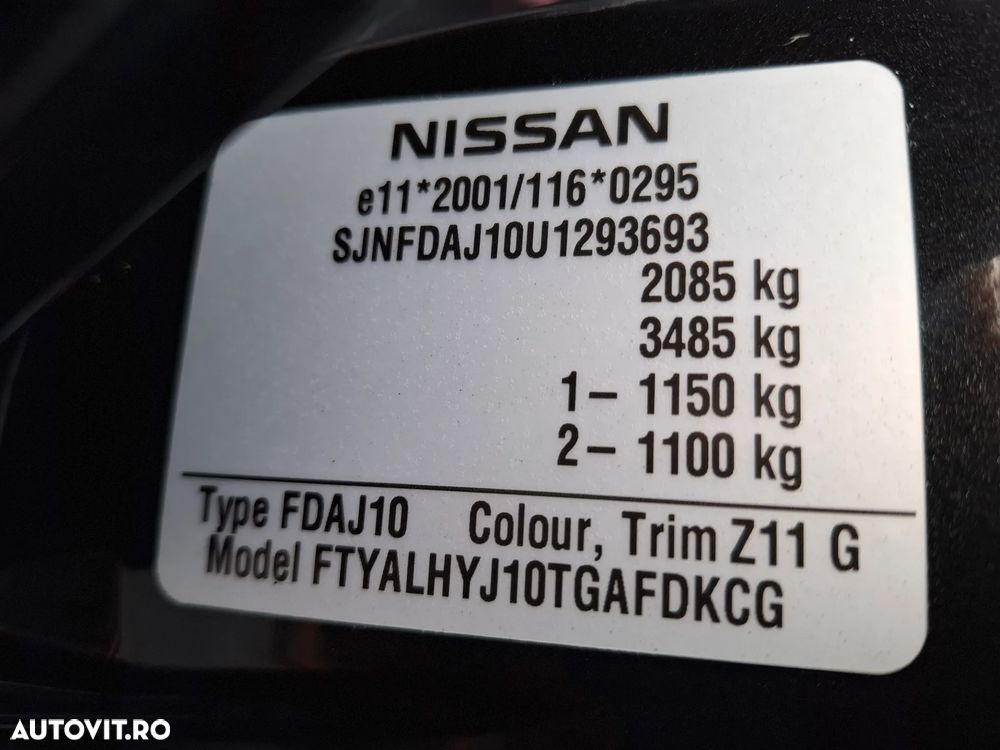 NISSAN
e11*2001/116*0295
SJNFDAJ10U1293693
2085 kg
3485 kg
1– 1150 kg
2– 1100 kg
Type FDAJ10 Colour, Trim Z11 G
Model FTYALHYJ10TGAFDKCG
AUTOVIT.RO